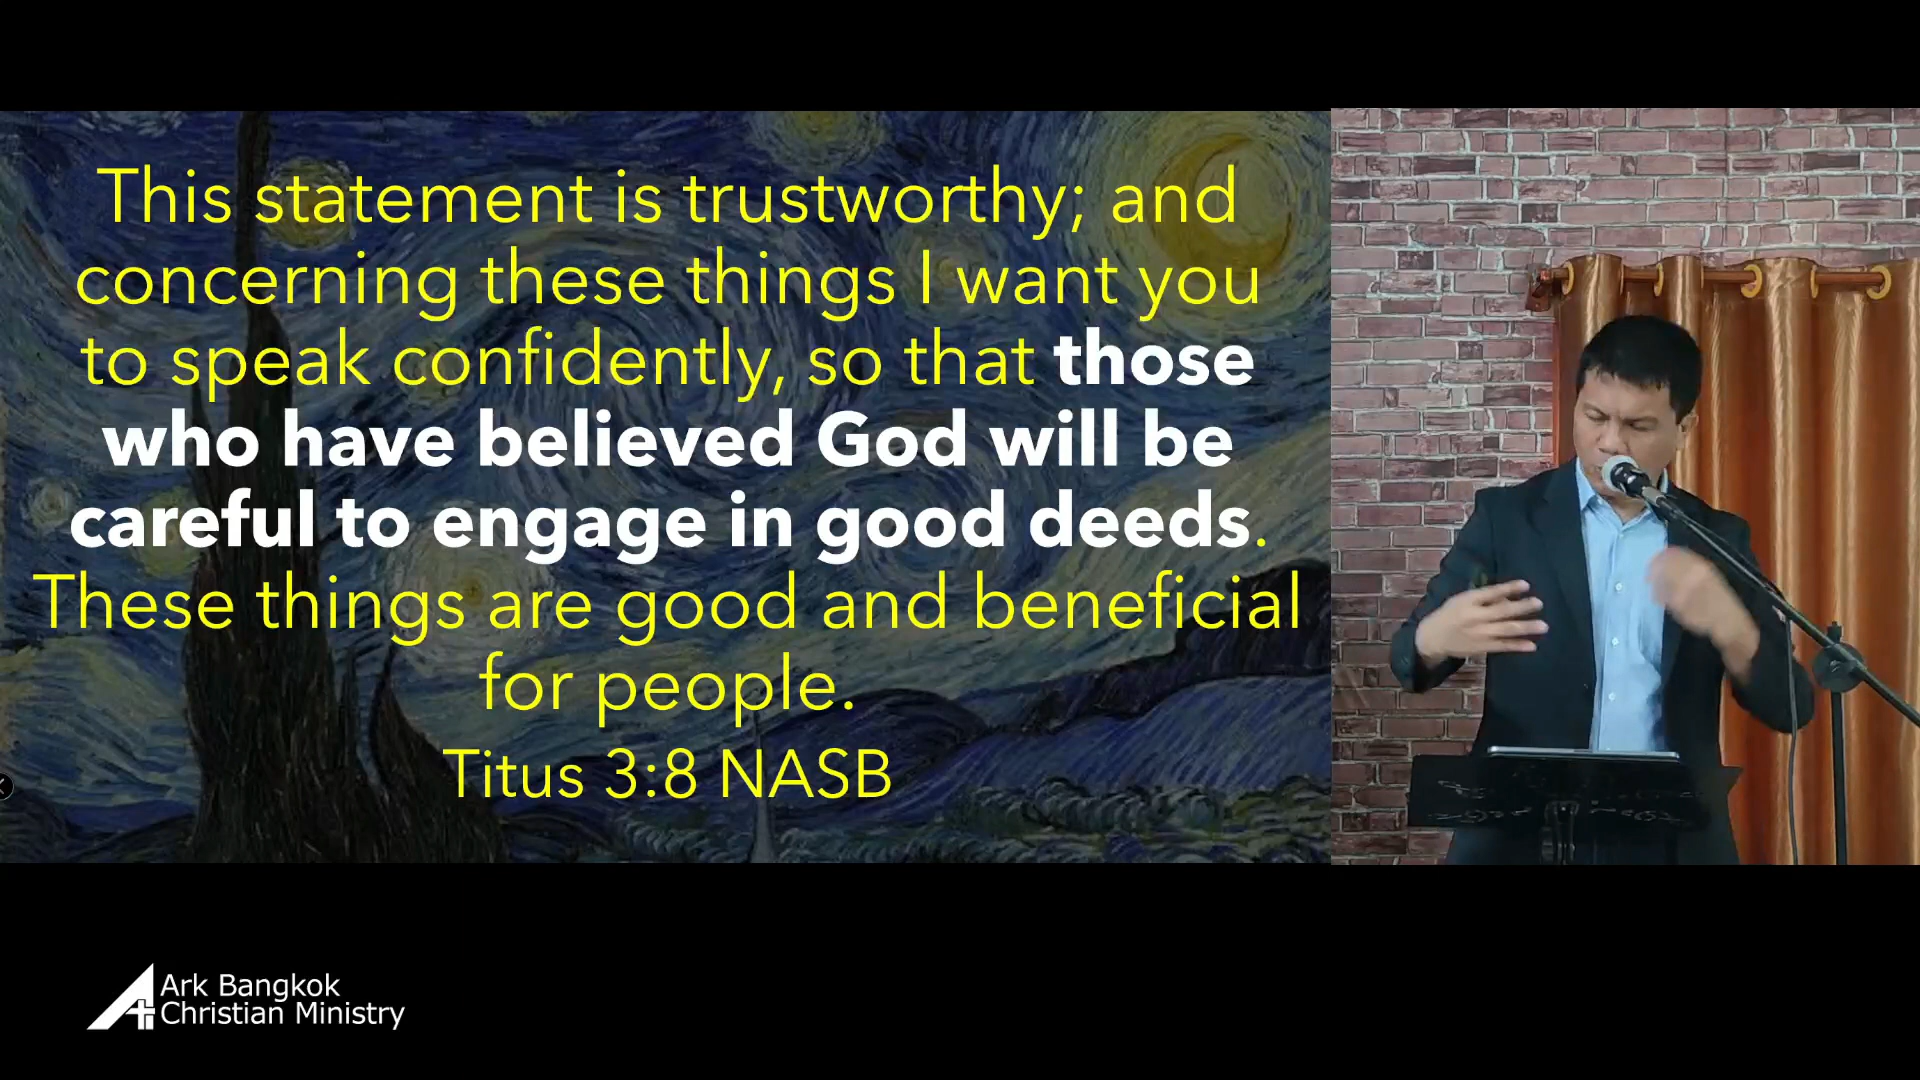 This statement is trustworthy; and
concerning these things I want you
to speak confidently, so that those
who have believed God will be
careful to engage in good deeds.
These things are good and beneficial
for people.
Titus 3:8 NASB
Ark Bangkok
Christian Ministry